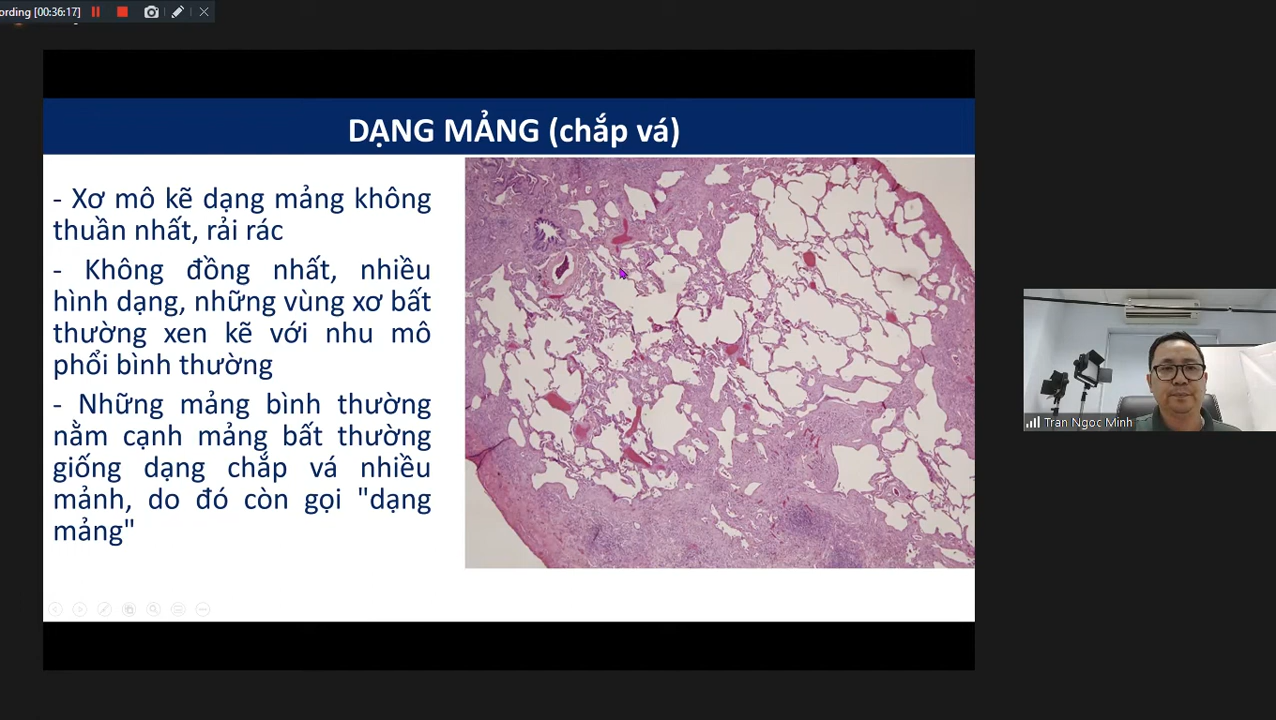 ording [00:36:17]
DẠNG MẢNG (chắp vá)
- Xơ mô kẽ dạng mảng không
thuần nhất, rải rác
- Không đồng nhất, nhiều
hình dạng, những vùng xơ bất
thường xen kẽ với nhu mô
phổi bình thường
- Những mảng bình thường
nằm cạnh mảng bất thường
giống dạng chắp vá nhiều
mảnh, do đó còn gọi "dạng
mảng"
Tran Ngoc Minh